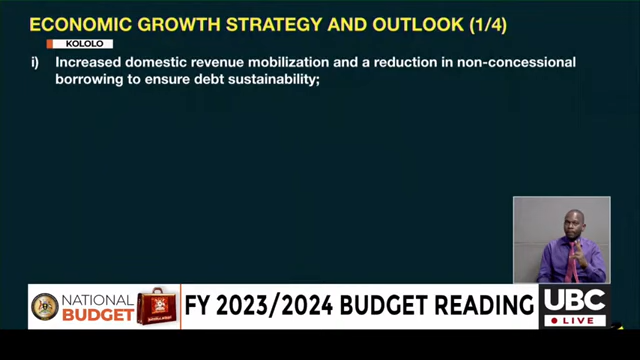 ECONOMIC GROWTH STRATEGY AND OUTLOOK (1/4)
KOLOLO
i) Increased domestic revenue mobilization and a reduction in non-concessional
borrowing to ensure debt sustainability;
NATIONAL
BUDGET
FY 2023/2024 BUDGET READING
UBC
LIVE